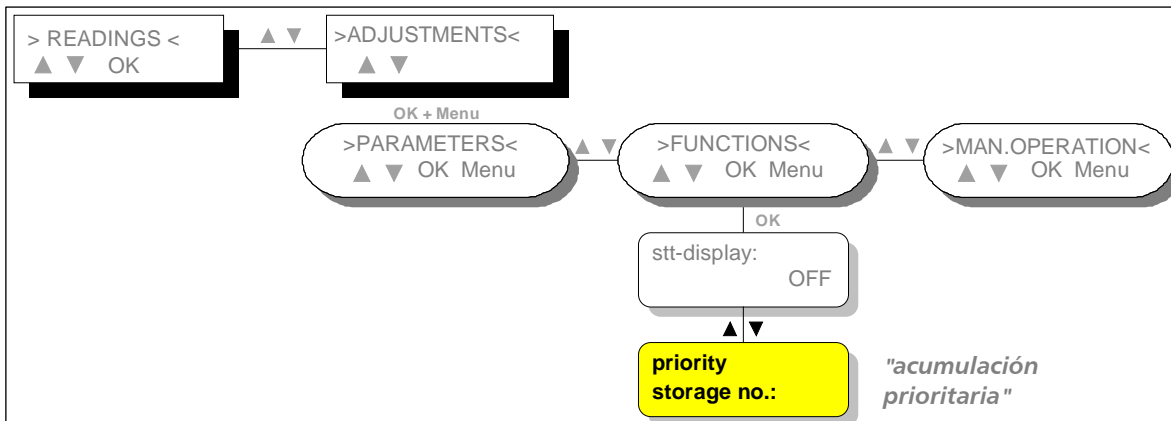 > READINGS <
▲ ▼ OK
▲ ▼
>ADJUSTMENTS<
▲ ▼
OK + Menu
>PARAMETERS<
▲ ▼ OK Menu
▲ ▼
>FUNCTIONS<
▲ ▼ OK Menu
▲ ▼
>MAN.OPERATION<
▲ ▼ OK Menu
OK
stt-display:
OFF
▲ ▼
priority
storage no.:
"acumulación
prioritaria"